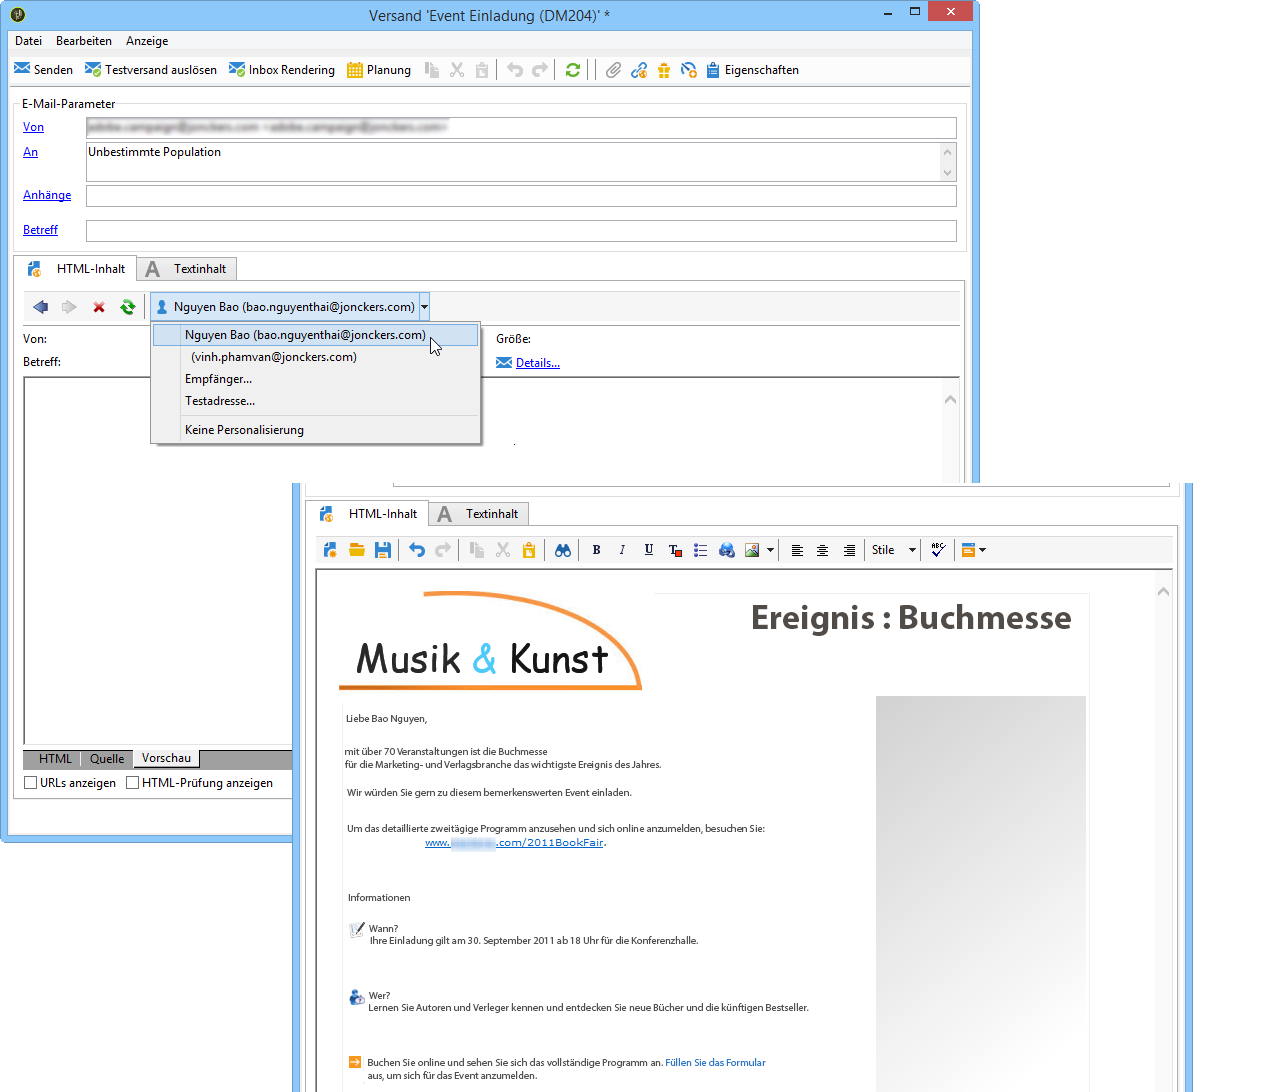 Versand 'Event Einladung (DM204)' *
Datei Bearbeiten Anzeige
Senden Testversand auslösen Inbox Rendering Planung Eigenschaften
E-Mail-Parameter
Von
An Unbestimmte Population
Anhänge
Betreff
HTML-Inhalt A Textinhalt
Nguyen Bao (bao.nguyenthai@jonckers.com)
Von: Größe:
Betreff: Details...
Nguyen Bao (bao.nguyenthai@jonckers.com)
(vinh.phamvan@jonckers.com)
Empfänger...
Testadresse...
Keine Personalisierung
HTML Quelle Vorschau
URLs anzeigen HTML-Prüfung anzeigen
HTML-Inhalt A Textinhalt
B I U T Stile ABC
Musik & Kunst
Ereignis : Buchmesse
Liebe Bao Nguyen,
mit über 70 Veranstaltungen ist die Buchmesse
für die Marketing- und Verlagsbranche das wichtigste Ereignis des Jahres.
Wir würden Sie gern zu diesem bemerkenswerten Event einladen.
Um das detaillierte zweitägige Programm anzusehen und sich online anzumelden, besuchen Sie:
www. .com/2011BookFair.
Informationen
Wann?
Ihre Einladung gilt am 30. September 2011 ab 18 Uhr für die Konferenzhalle.
Wer?
Lernen Sie Autoren und Verleger kennen und entdecken Sie neue Bücher und die künftigen Bestseller.
Buchen Sie online und sehen Sie sich das vollständige Programm an. Füllen Sie das Formular
aus, um sich für das Event anzumelden.